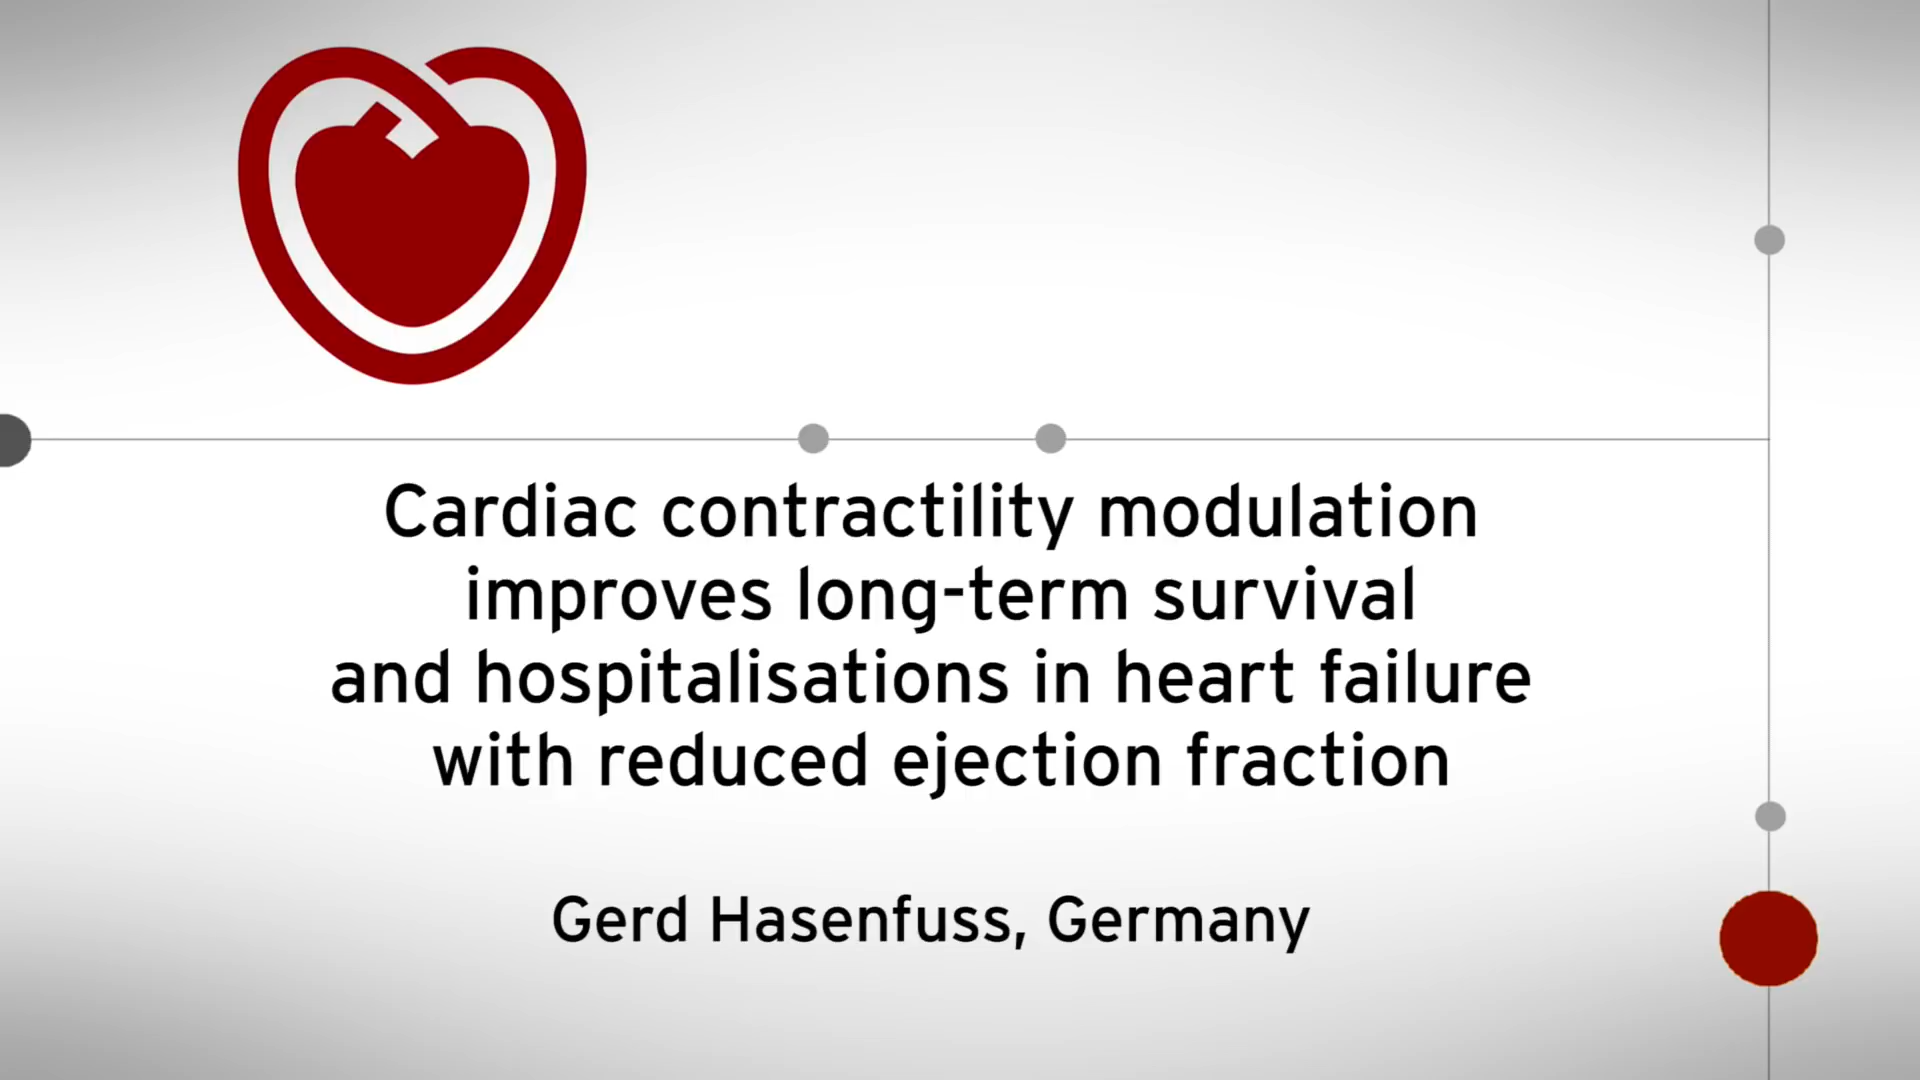 Cardiac contractility modulation
improves long-term survival
and hospitalisations in heart failure
with reduced ejection fraction
Gerd Hasenfuss, Germany